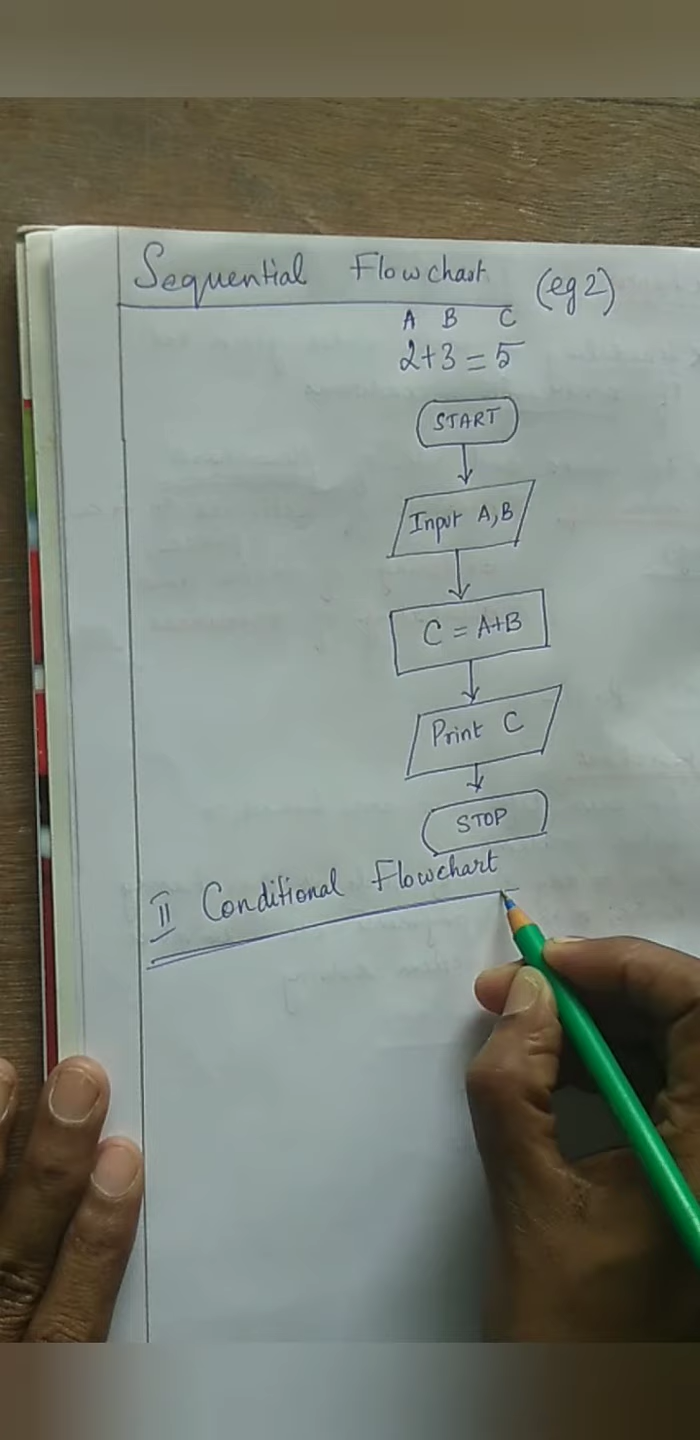 Sequential Flowchart (eg 2)
A B C
2+3=5
START
Input A,B
C = A+B
Print C
STOP
II Conditional Flowchart